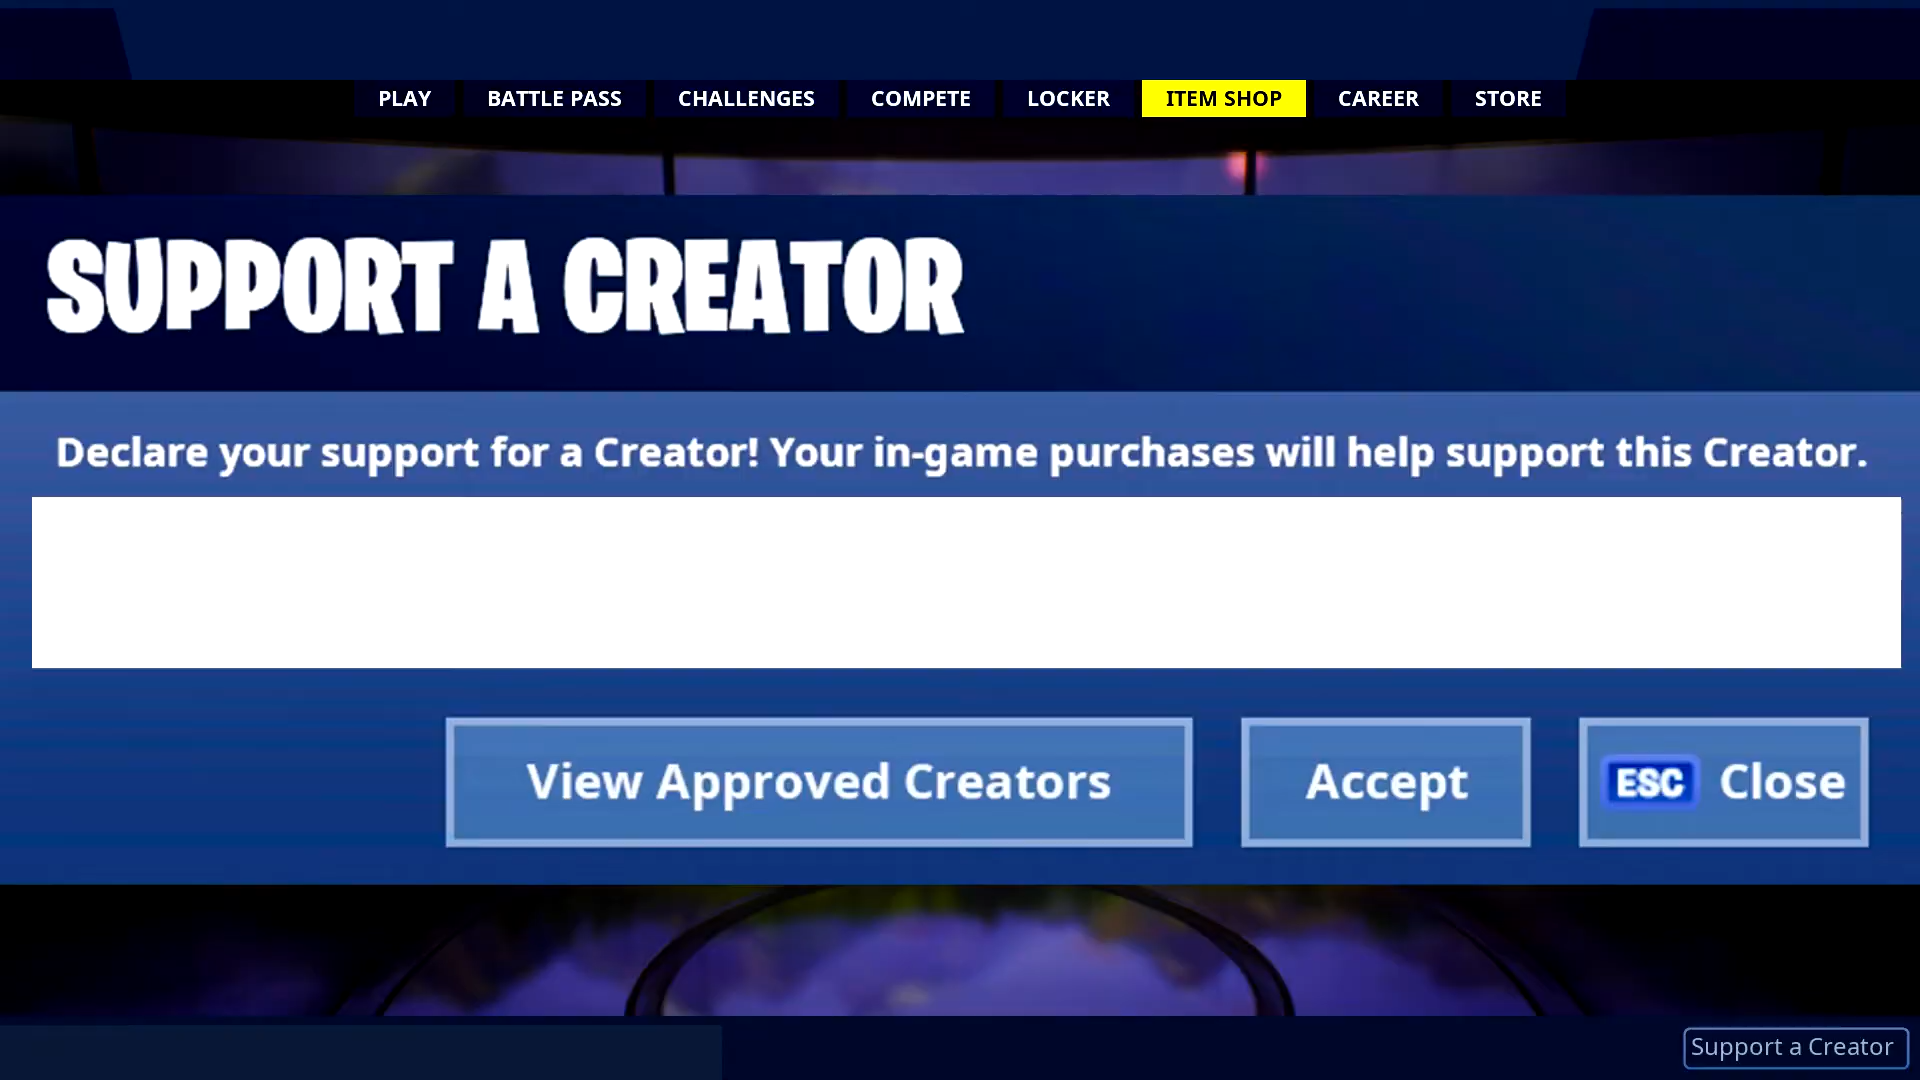 PLAY BATTLE PASS CHALLENGES COMPETE LOCKER ITEM SHOP CAREER STORE
SUPPORT A CREATOR
Declare your support for a Creator! Your in-game purchases will help support this Creator.
View Approved Creators Accept ESC Close
Support a Creator